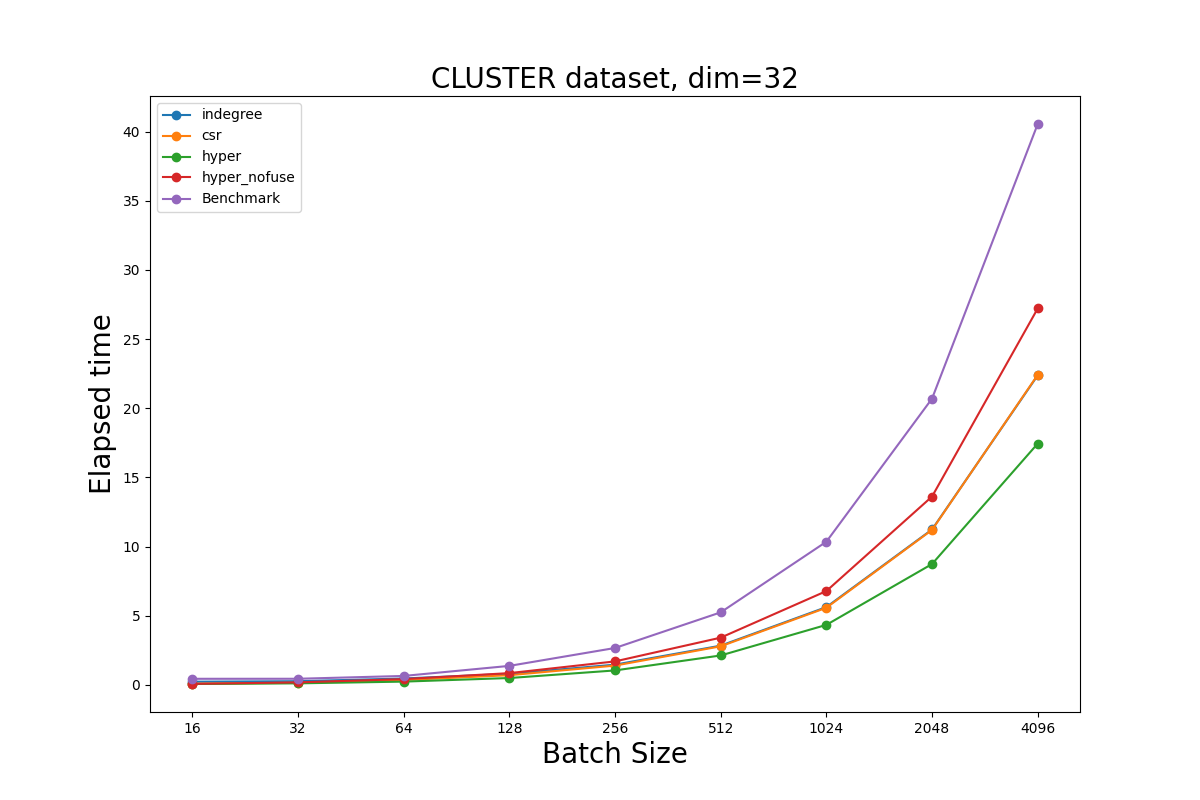 CLUSTER dataset, dim=32
indegree
csr
hyper
hyper_nofuse
Benchmark
Elapsed time
40
35
30
25
20
15
10
5
0
16 32 64 128 256 512 1024 2048 4096
Batch Size